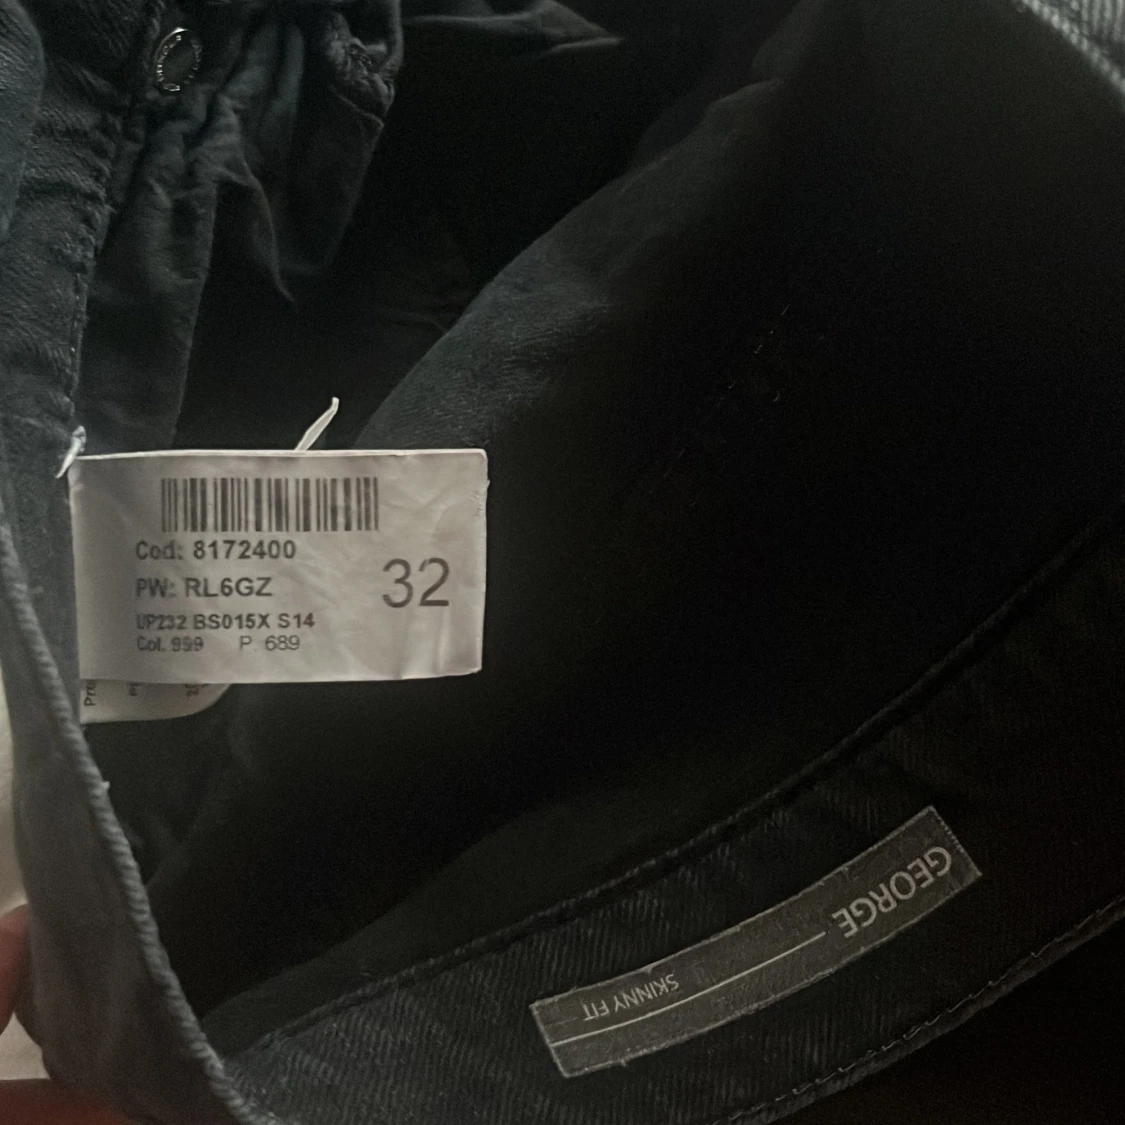 Cod: 8172400
PW: RL6GZ
32
UP232 BS015X S14
Col. 999 P. 689
GEORGE
SKINNY FIT